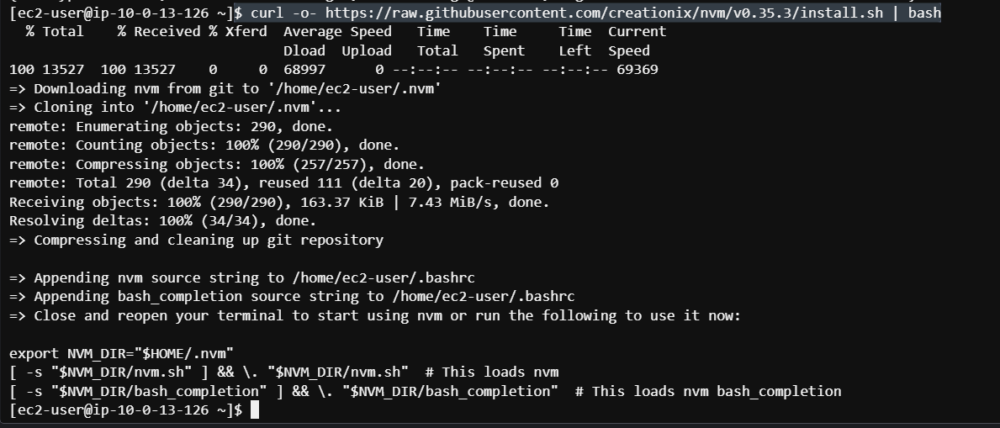 [ec2-user@ip-10-0-13-126 ~]$ curl -o- https://raw.githubusercontent.com/creationix/nvm/v0.35.3/install.sh | bash
  % Total    % Received % Xferd  Average Speed   Time    Time     Time  Current
                                 Dload  Upload   Total   Spent    Left  Speed
100 13527  100 13527    0     0  68997      0 --:--:-- --:--:-- --:--:-- 69369
=> Downloading nvm from git to '/home/ec2-user/.nvm'
=> Cloning into '/home/ec2-user/.nvm'...
remote: Enumerating objects: 290, done.
remote: Counting objects: 100% (290/290), done.
remote: Compressing objects: 100% (257/257), done.
remote: Total 290 (delta 34), reused 111 (delta 20), pack-reused 0
Receiving objects: 100% (290/290), 163.37 KiB | 7.43 MiB/s, done.
Resolving deltas: 100% (34/34), done.
=> Compressing and cleaning up git repository

=> Appending nvm source string to /home/ec2-user/.bashrc
=> Appending bash_completion source string to /home/ec2-user/.bashrc
=> Close and reopen your terminal to start using nvm or run the following to use it now:

export NVM_DIR="$HOME/.nvm"
[ -s "$NVM_DIR/nvm.sh" ] && \. "$NVM_DIR/nvm.sh"  # This loads nvm
[ -s "$NVM_DIR/bash_completion" ] && \. "$NVM_DIR/bash_completion"  # This loads nvm bash_completion
[ec2-user@ip-10-0-13-126 ~]$